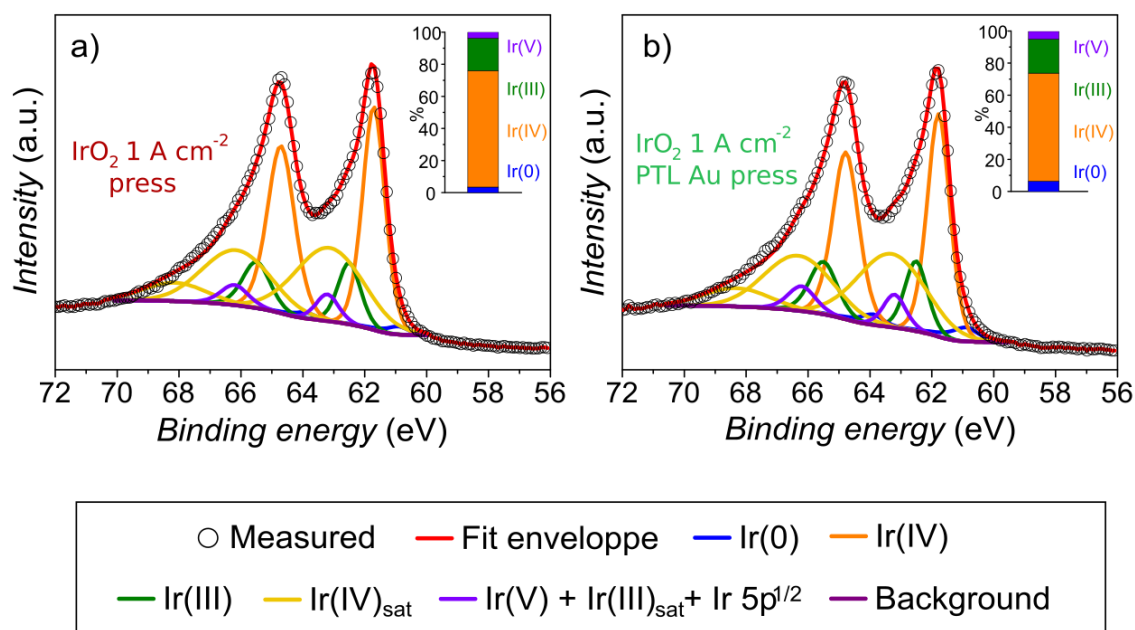 a)
IrO₂ 1 A cm⁻²
press
100
80
60
40
20
0
%
Ir(V)
Ir(III)
Ir(IV)
Ir(0)
Intensity (a.u.)
72 70 68 66 64 62 60 58 56
Binding energy (eV)
b)
IrO₂ 1 A cm⁻²
PTL Au press
100
80
60
40
20
0
%
Ir(V)
Ir(III)
Ir(IV)
Ir(0)
Intensity (a.u.)
72 70 68 66 64 62 60 58 56
Binding energy (eV)
Measured Fit enveloppe Ir(0) Ir(IV)
Ir(III) Ir(IV)sat Ir(V) + Ir(III)sat+ Ir 5p1/2 Background